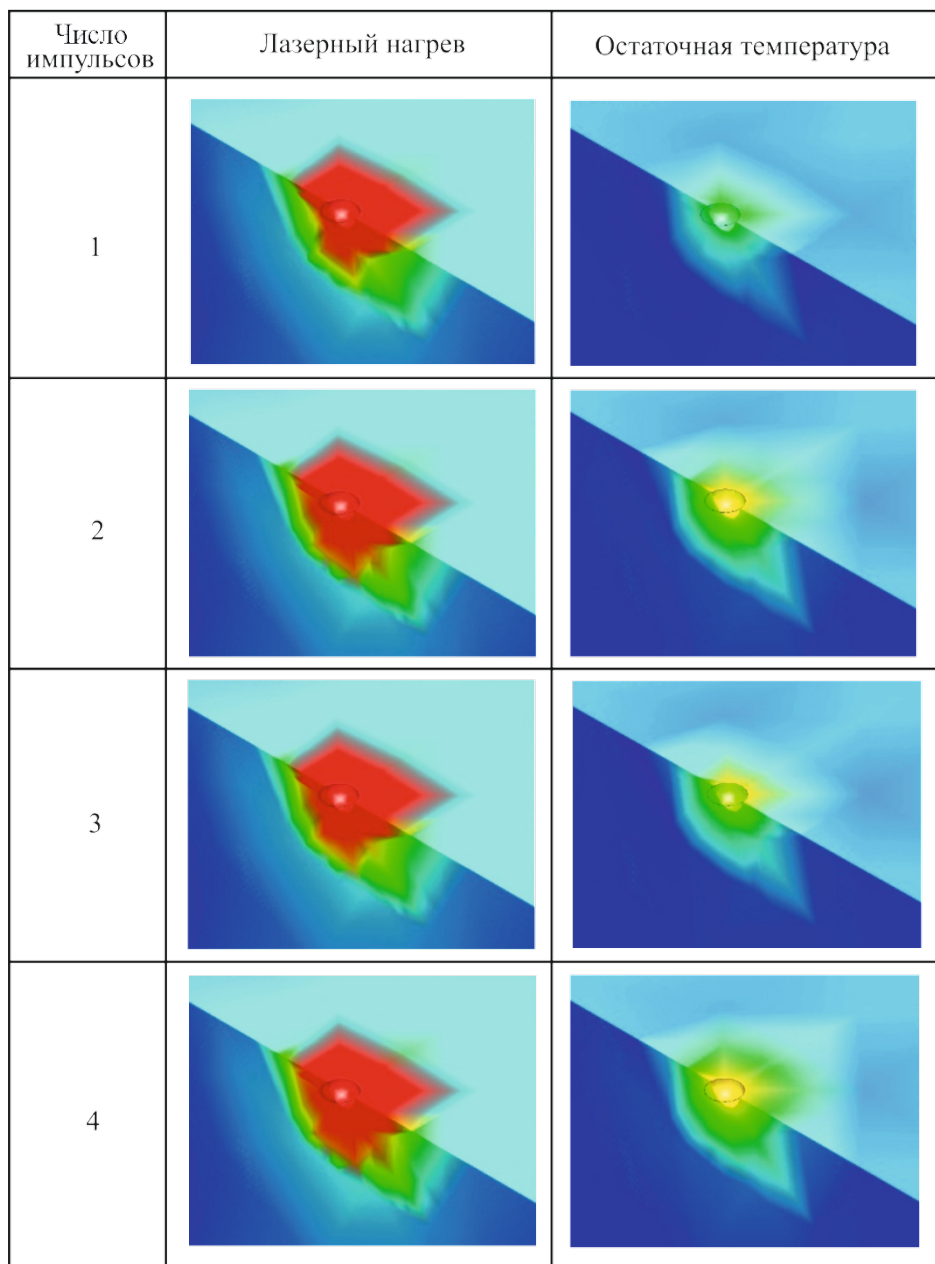 Число
импульсов
Лазерный нагрев
Остаточная температура
1
2
3
4